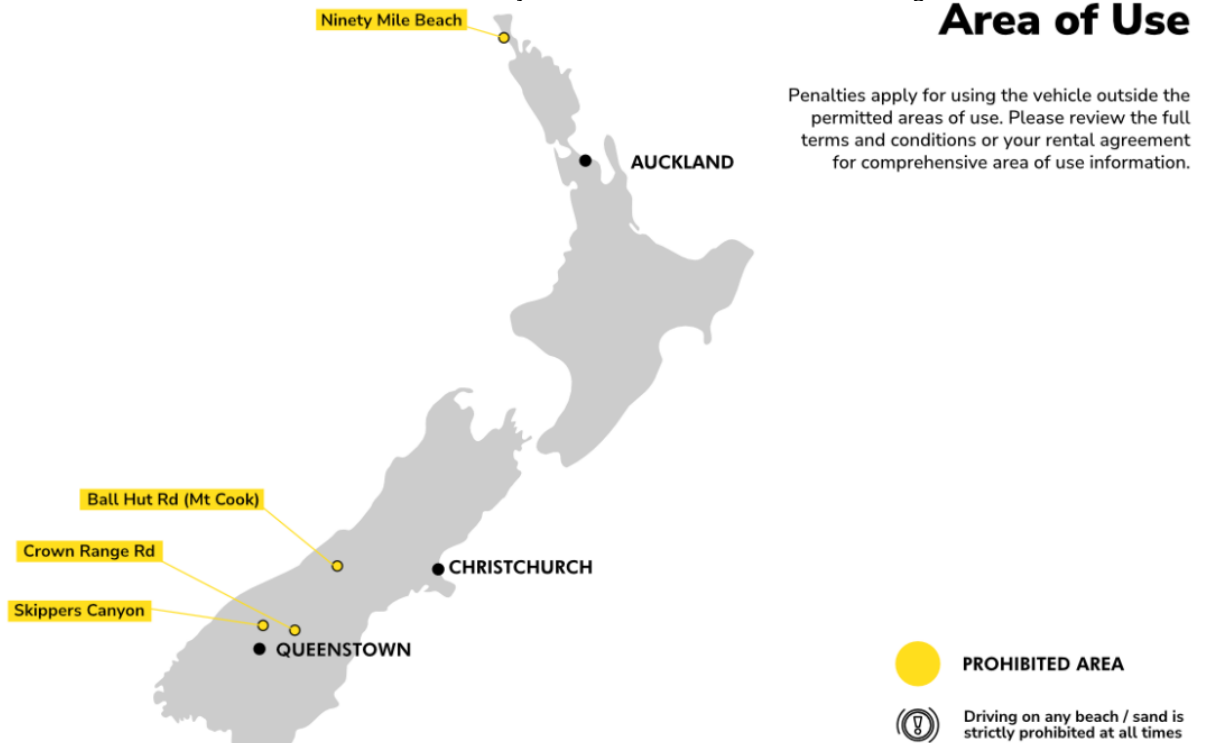 Area of Use
Penalties apply for using the vehicle outside the
permitted areas of use. Please review the full
terms and conditions or your rental agreement
for comprehensive area of use information.
Ninety Mile Beach
AUCKLAND
Ball Hut Rd (Mt Cook)
Crown Range Rd
CHRISTCHURCH
Skippers Canyon
QUEENSTOWN
PROHIBITED AREA
Driving on any beach / sand is
strictly prohibited at all times